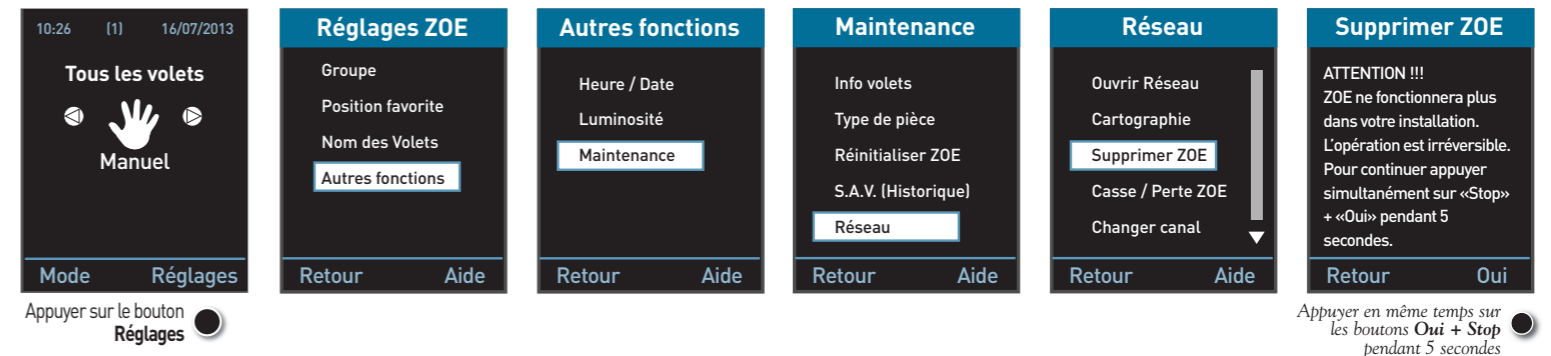 10:26 (1) 16/07/2013
Tous les volets
Manuel
Mode Réglages
Appuyer sur le bouton
Réglages
Réglages ZOE
Groupe
Position favorite
Nom des Volets
Autres fonctions
Retour Aide
Autres fonctions
Heure / Date
Luminosité
Maintenance
Retour Aide
Maintenance
Info volets
Type de pièce
Réinitialiser ZOE
S.A.V. (Historique)
Réseau
Retour Aide
Réseau
Ouvrir Réseau
Cartographie
Supprimer ZOE
Casse / Perte ZOE
Changer canal
Retour Aide
Supprimer ZOE
ATTENTION !!!
ZOE ne fonctionnera plus
dans votre installation.
L'opération est irréversible.
Pour continuer appuyer
simultanément sur «Stop»
+ «Oui» pendant 5
secondes.
Retour Oui
Appuyer en même temps sur
les boutons Oui + Stop
pendant 5 secondes